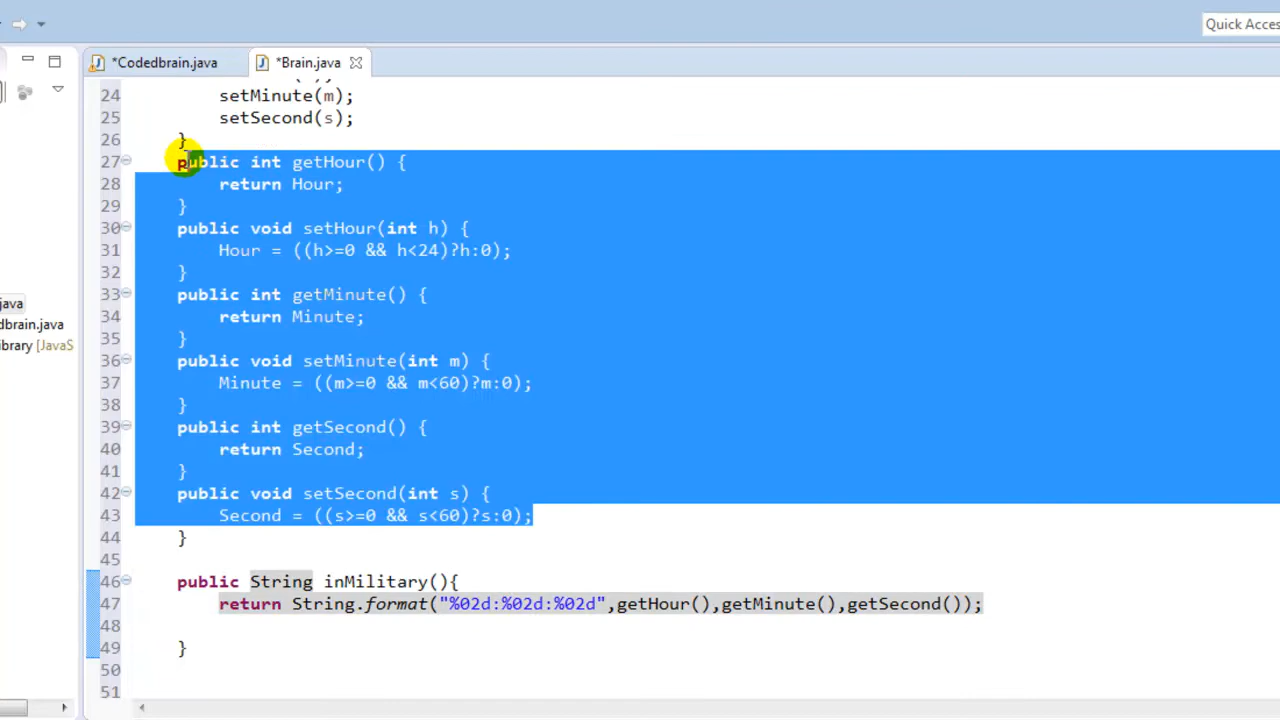 Quick Acces
*Codedbrain.java
*Brain.java
24 setMinute(m);
25 setSecond(s);
26 }
27 public int getHour() {
28 return Hour;
29 }
30 public void setHour(int h) {
31 Hour = ((h>=0 && h<24)?h:0);
32 }
33 public int getMinute() {
34 return Minute;
35 }
36 public void setMinute(int m) {
37 Minute = ((m>=0 && m<60)?m:0);
38 }
39 public int getSecond() {
40 return Second;
41 }
42 public void setSecond(int s) {
43 Second = ((s>=0 && s<60)?s:0);
44 }
45
46 public String inMilitary(){
47 return String.format("%02d:%02d:%02d",getHour(),getMinute(),getSecond());
48
49 }
50
51
java
dbrain.java
ibrary [JavaS